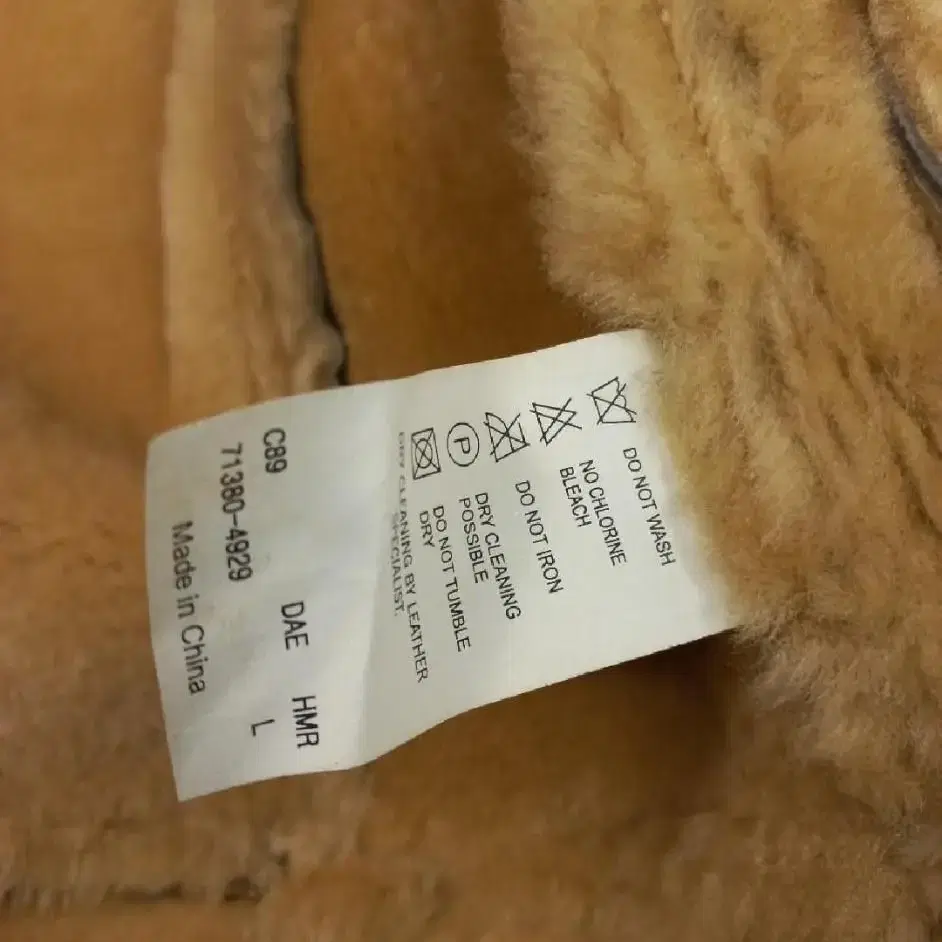 DO NOT WASH
NO CHLORINE
BLEACH
DO NOT IRON
P
DRY CLEANING
POSSIBLE
DO NOT TUMBLE
DRY
DRY CLEANING BY LEATHER
SPECIALIST.
C89 DAE HMR
71380-4929 L
Made in China